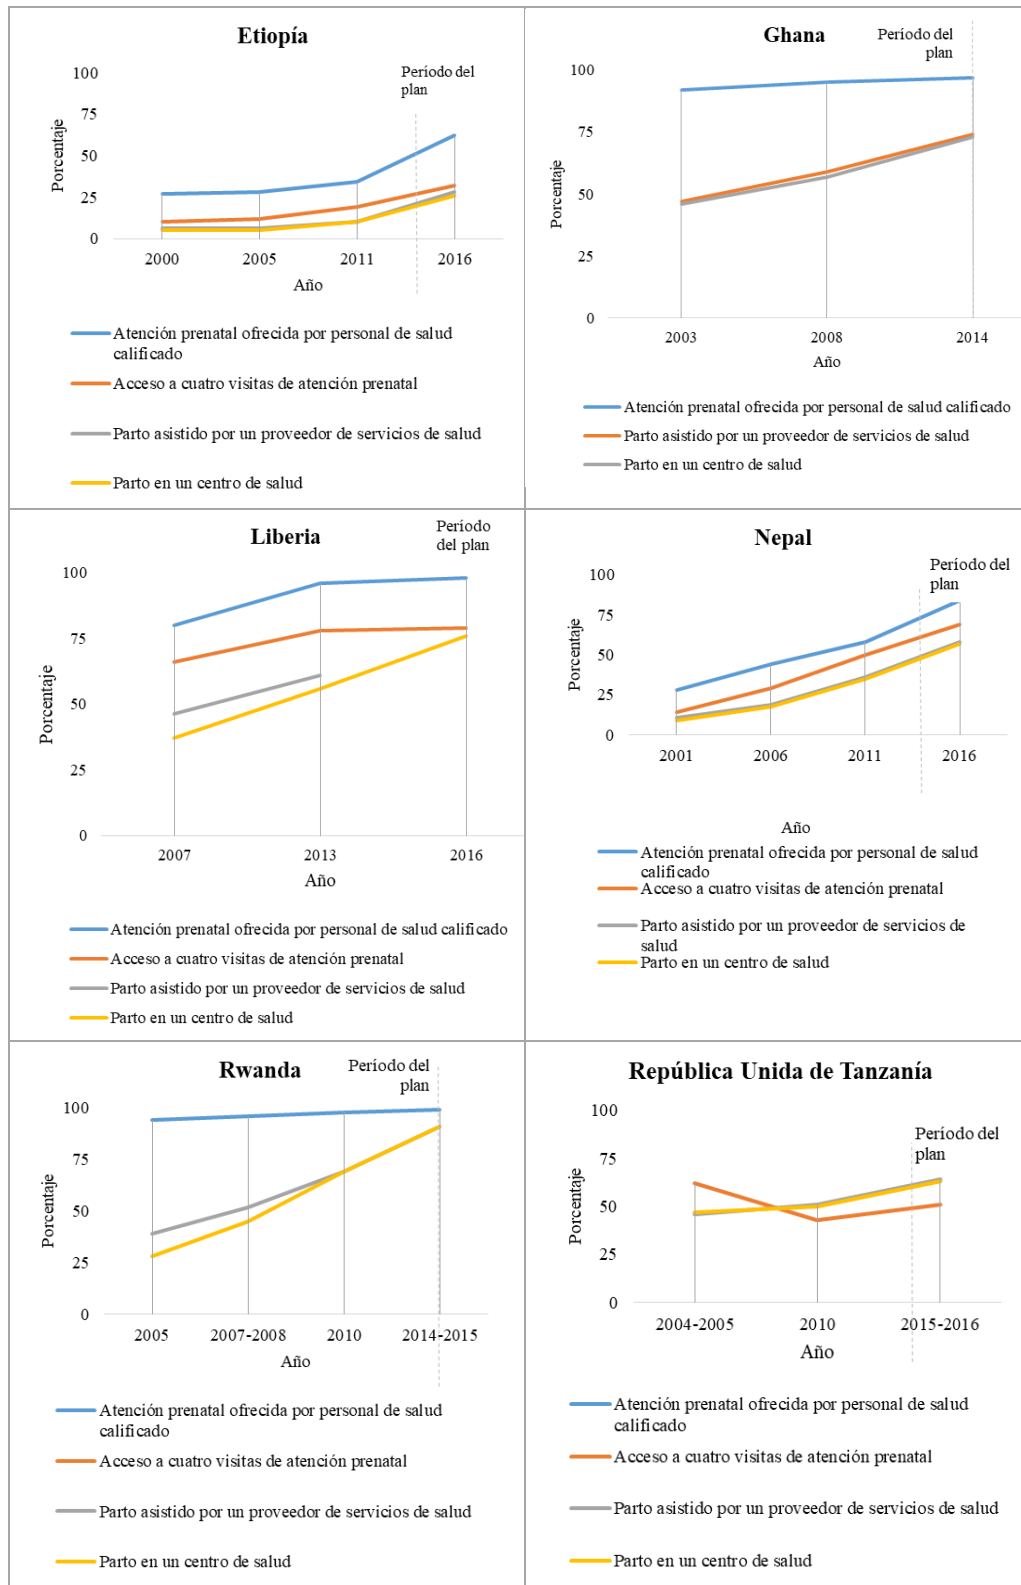 Etiopía
Período del
plan
100
75
50
25
0
Porcentaje
2000
2005
2011
2016
Año
Atención prenatal ofrecida por personal de salud
calificado
Acceso a cuatro visitas de atención prenatal
Parto asistido por un proveedor de servicios de salud
Parto en un centro de salud
Ghana
Período del
plan
100
75
50
25
0
Porcentaje
2003
2008
2014
Año
Atención prenatal ofrecida por personal de salud calificado
Parto asistido por un proveedor de servicios de salud
Parto en un centro de salud
Liberia
Período
del plan
100
75
50
25
0
Porcentaje
2007
2013
2016
Año
Atención prenatal ofrecida por personal de salud calificado
Acceso a cuatro visitas de atención prenatal
Parto asistido por un proveedor de servicios de salud
Parto en un centro de salud
Nepal
Período del
plan
100
75
50
25
0
Porcentaje
2001
2006
2011
2016
Año
Atención prenatal ofrecida por personal de salud
calificado
Acceso a cuatro visitas de atención prenatal
Parto asistido por un proveedor de servicios de
salud
Parto en un centro de salud
Rwanda
Período del
plan
100
75
50
25
0
Porcentaje
2005
2007-2008
2010
2014-2015
Año
Atención prenatal ofrecida por personal de salud
calificado
Acceso a cuatro visitas de atención prenatal
Parto asistido por un proveedor de servicios de salud
Parto en un centro de salud
República Unida de Tanzanía
Período del
plan
100
75
50
25
0
Porcentaje
2004-2005
2010
2015-2016
Año
Atención prenatal ofrecida por personal de salud
calificado
Acceso a cuatro visitas de atención prenatal
Parto asistido por un proveedor de servicios de salud
Parto en un centro de salud